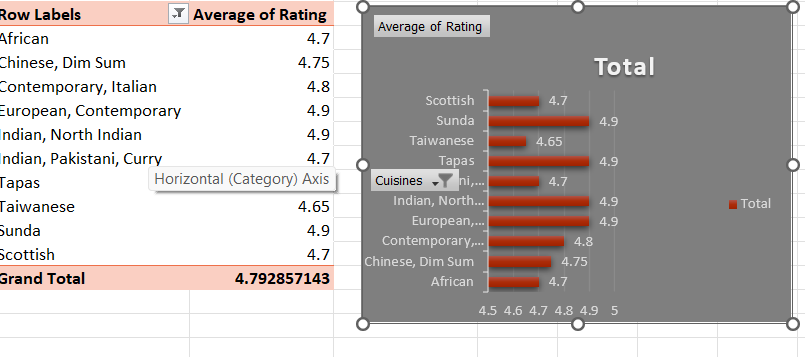 Row Labels Average of Rating
African 4.7
Chinese, Dim Sum 4.75
Contemporary, Italian 4.8
European, Contemporary 4.9
Indian, North Indian 4.9
Indian, Pakistani, Curry 4.7
Tapas
Horizontal (Category) Axis
Taiwanese 4.65
Sunda 4.9
Scottish 4.7
Grand Total 4.792857143
Average of Rating
Total
Scottish 4.7
Sunda 4.9
Taiwanese 4.65
Tapas 4.9
Cuisines ni,... 4.7
Indian, North... 4.9
European,... 4.9
Contemporary,... 4.8
Chinese, Dim Sum 4.75
African 4.7
4.5 4.6 4.7 4.8 4.9 5
Total